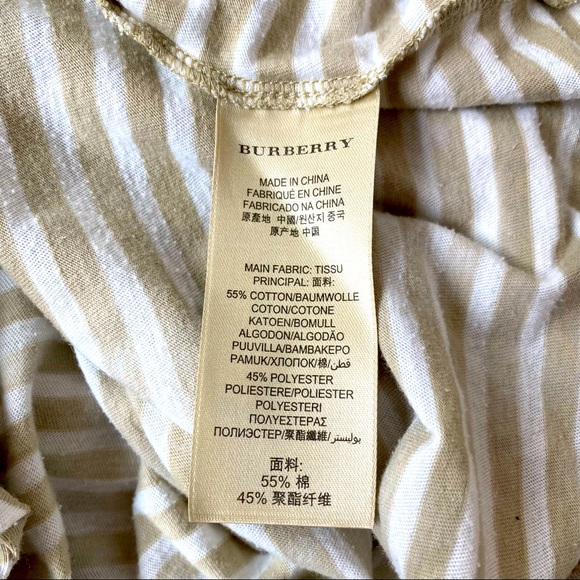 BURBERRY
MADE IN CHINA
FABRIQUÉ EN CHINE
FABRICADO NA CHINA
原產地 中國/원산지 중국
原产地 中国
MAIN FABRIC: TISSU
PRINCIPAL: 面料:
55% COTTON/BAUMWOLLE
COTON/COTONE
KATOEN/BOMULL
ALGODON/ALGODÃO
PUUVILLA/ΒΑΜΒΑΚΕΡΟ
PAMUK/ХЛОПОК/棉/قطن
45% POLYESTER
POLIESTERE/POLIESTER
POLYESTERI
ΠΟΛΥΕΣΤΕΡΑΣ
ПОЛИЭСТЕР/聚酯纖維/بوليستر
面料:
55% 棉
45% 聚酯纤维